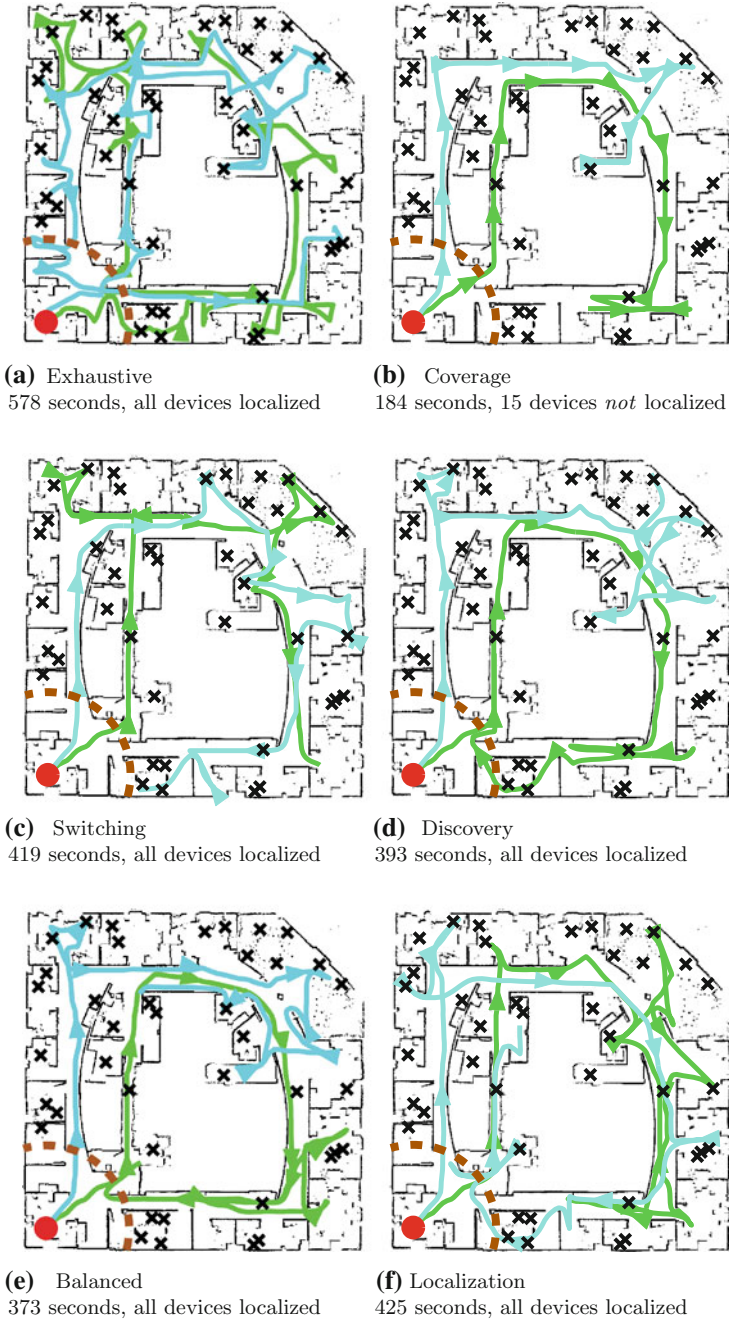 (a) Exhaustive
578 seconds, all devices localized
(b) Coverage
184 seconds, 15 devices not localized
(c) Switching
419 seconds, all devices localized
(d) Discovery
393 seconds, all devices localized
(e) Balanced
373 seconds, all devices localized
(f) Localization
425 seconds, all devices localized